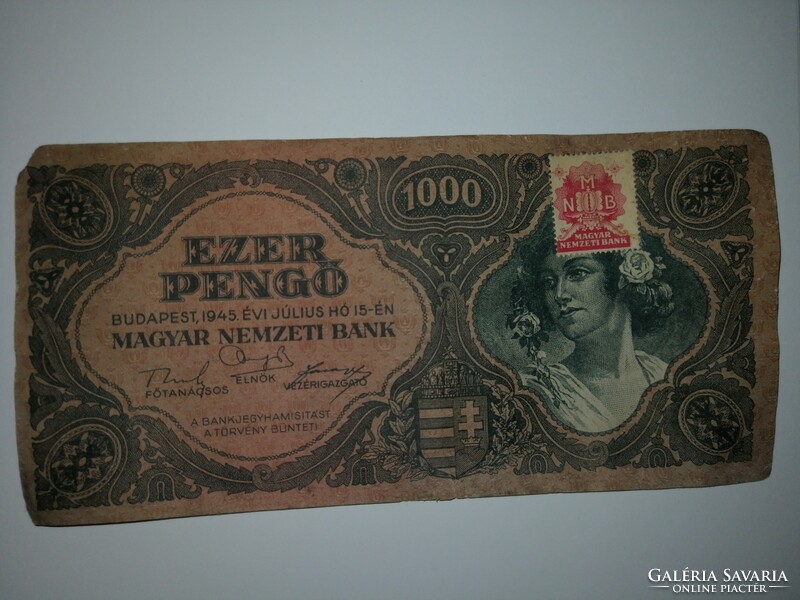 1000
M
N B
MAGYAR
NEMZETI BANK
EZER
PENGŐ
BUDAPEST, 1945. ÉVI JÚLIUS HÓ 15-ÉN
MAGYAR NEMZETI BANK
FŐTANÁCSOS
ELNÖK
VEZÉRIGAZGATÓ
A BANKJEGYHAMISITÁST
A TÖRVÉNY BÜNTETI
GALÉRIA SAVARIA
ONLINE PIACTÉR